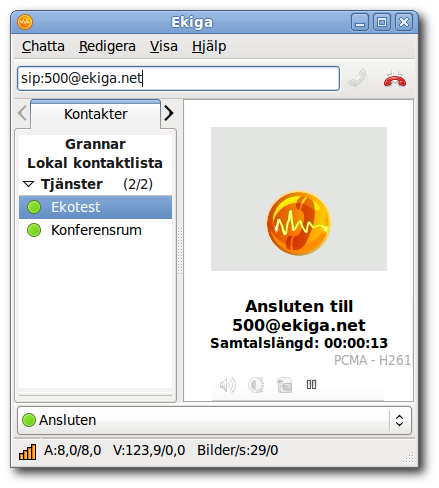 Ekiga
Chatta Redigera Visa Hjälp
sip:500@ekiga.net
Kontakter
Grannar
Lokal kontaktlista
Tjänster (2/2)
Ekotest
Konferensrum
Ansluten till
500@ekiga.net
Samtalslängd: 00:00:13
PCMA - H261
Ansluten
A:8,0/8,0 V:123,9/0,0 Bilder/s:29/0